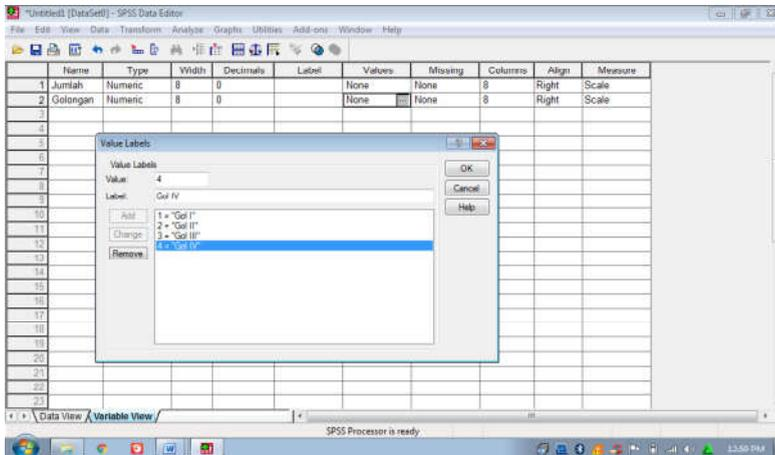 *Untitled1 [DataSet0] - SPSS Data Editor
File Edit View Data Transform Analyze Graphs Utilities Add-ons Window Help
Name Type Width Decimals Label Values Missing Columns Align Measure
1 Jumlah Numeric 8 0 None None 8 Right Scale
2 Golongan Numeric 8 0 None ... None 8 Right Scale
3
4
5
6
7
8
9
10
11
12
13
14
15
16
17
18
19
20
21
22
23
Value Labels
Value Labels
Value: 4
Label: Gol IV
Add
Change
Remove
1 = "Gol I"
2 = "Gol II"
3 = "Gol III"
4 = "Gol IV"
OK
Cancel
Help
Data View Variable View
SPSS Processor is ready
12:50 PM